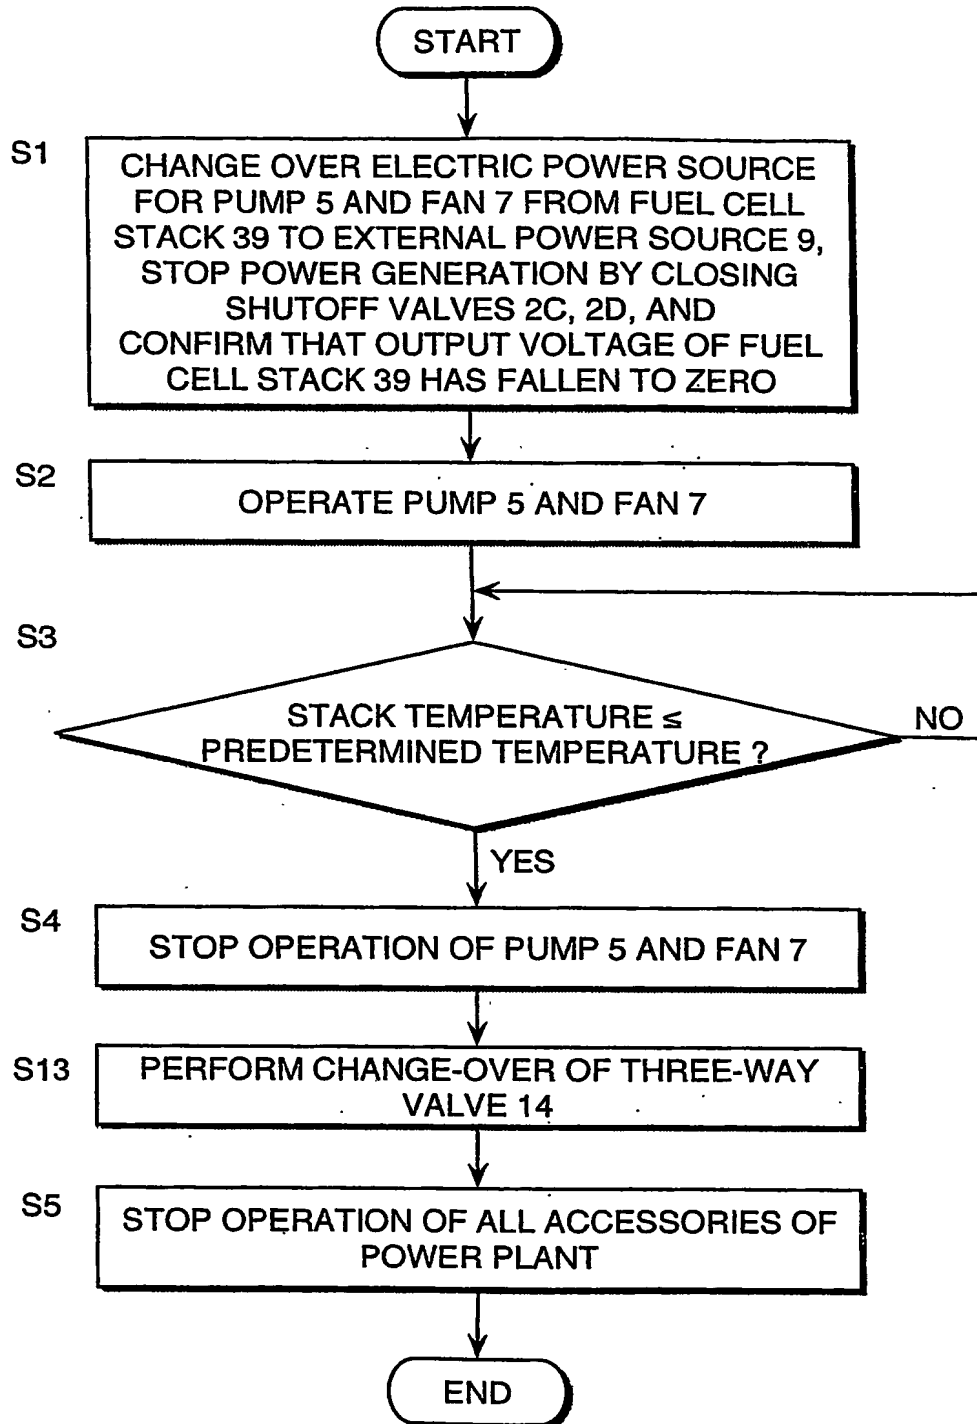 START
S1
CHANGE OVER ELECTRIC POWER SOURCE
FOR PUMP 5 AND FAN 7 FROM FUEL CELL
STACK 39 TO EXTERNAL POWER SOURCE 9,
STOP POWER GENERATION BY CLOSING
SHUTOFF VALVES 2C, 2D, AND
CONFIRM THAT OUTPUT VOLTAGE OF FUEL
CELL STACK 39 HAS FALLEN TO ZERO
S2
OPERATE PUMP 5 AND FAN 7
S3
STACK TEMPERATURE ≤
PREDETERMINED TEMPERATURE ?
NO
YES
S4
STOP OPERATION OF PUMP 5 AND FAN 7
S13
PERFORM CHANGE-OVER OF THREE-WAY
VALVE 14
S5
STOP OPERATION OF ALL ACCESSORIES OF
POWER PLANT
END